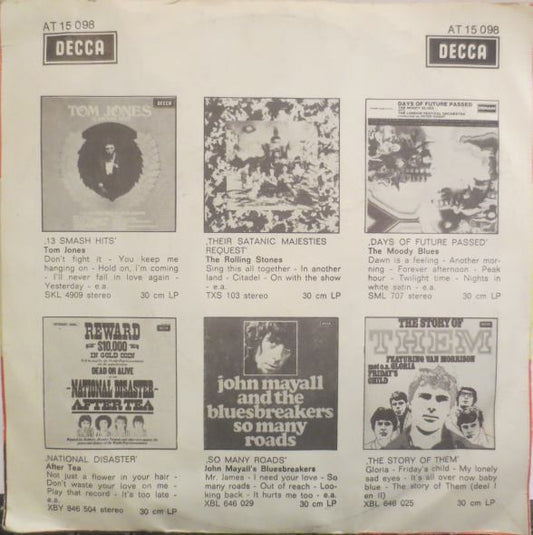 AT 15 098
AT 15 098
DECCA
DECCA
TOM JONES
DAYS OF FUTURE PASSED
THE MOODY BLUES
THE LONDON FESTIVAL ORCHESTRA
‚13 SMASH HITS'
Tom Jones
Don't fight it - You keep me
hanging on - Hold on, I'm coming
- I'll never fall in love again -
Yesterday - e.a.
SKL 4909 stereo 30 cm LP
‚THEIR SATANIC MAJESTIES
REQUEST'
The Rolling Stones
Sing this all together - In another
land - Citadel - On with the show
- e.a.
TXS 103 stereo 30 cm LP
‚DAYS OF FUTURE PASSED'
The Moody Blues
Dawn is a feeling - Another mor-
ning - Forever afternoon - Peak
hour - Twilight time - Nights in
white satin - e.a.
SML 707 stereo 30 cm LP
REWARD
$10,000
IN GOLD COIN
DEAD OR ALIVE
NATIONAL DISASTER
AFTER TEA
john mayall
and the
bluesbreakers
so many
roads
THE STORY OF
THEM
FEATURING VAN MORRISON
GLORIA
FRIDAY'S
CHILD
‚NATIONAL DISASTER'
After Tea
Not just a flower in your hair -
Don't waste your love on me -
Play that record - It's too late -
e.a.
XBY 846 504 stereo 30 cm LP
‚SO MANY ROADS'
John Mayall's Bluesbreakers
Mr. James - I need your love - So
many roads - Out of reach - Loo-
king back - It hurts me too - e.a.
XBL 646 029 30 cm LP
‚THE STORY OF THEM'
Gloria - Friday's child - My lonely
sad eyes - It's all over now baby
blue - The story of Them (deel I
en II)
XBL 646 025 30 cm LP